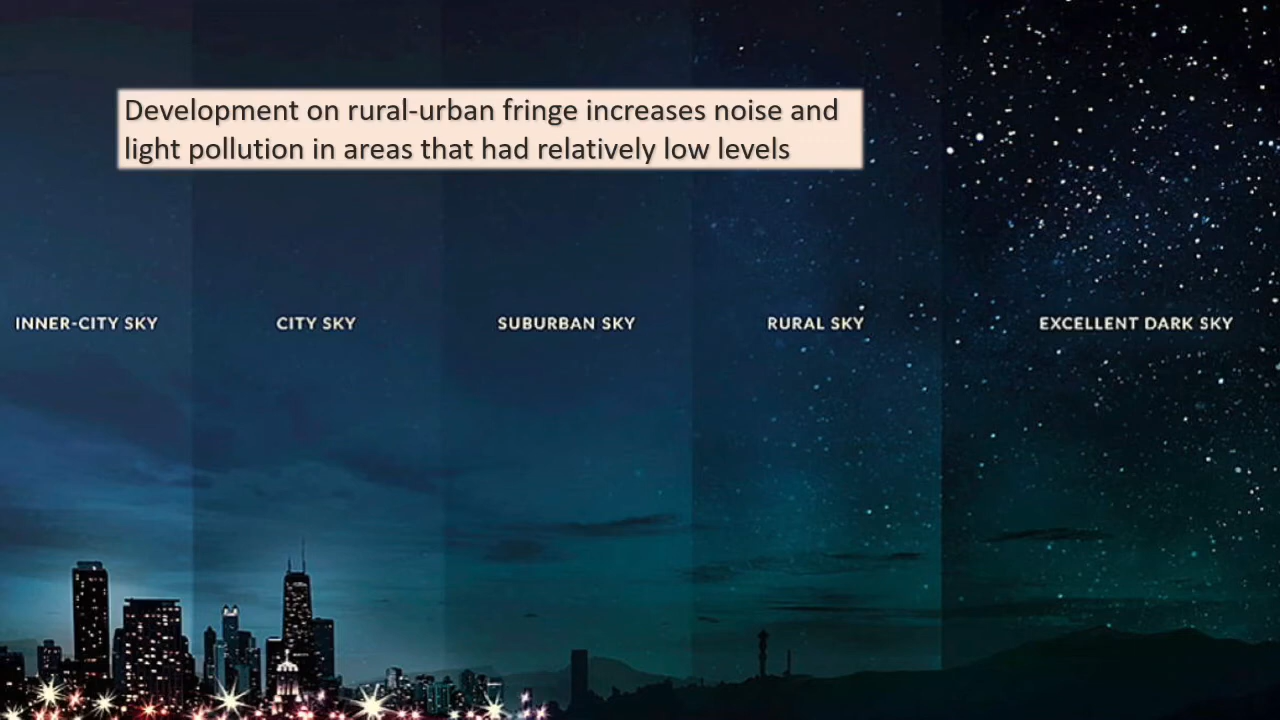 Development on rural-urban fringe increases noise and
light pollution in areas that had relatively low levels
INNER-CITY SKY
CITY SKY
SUBURBAN SKY
RURAL SKY
EXCELLENT DARK SKY